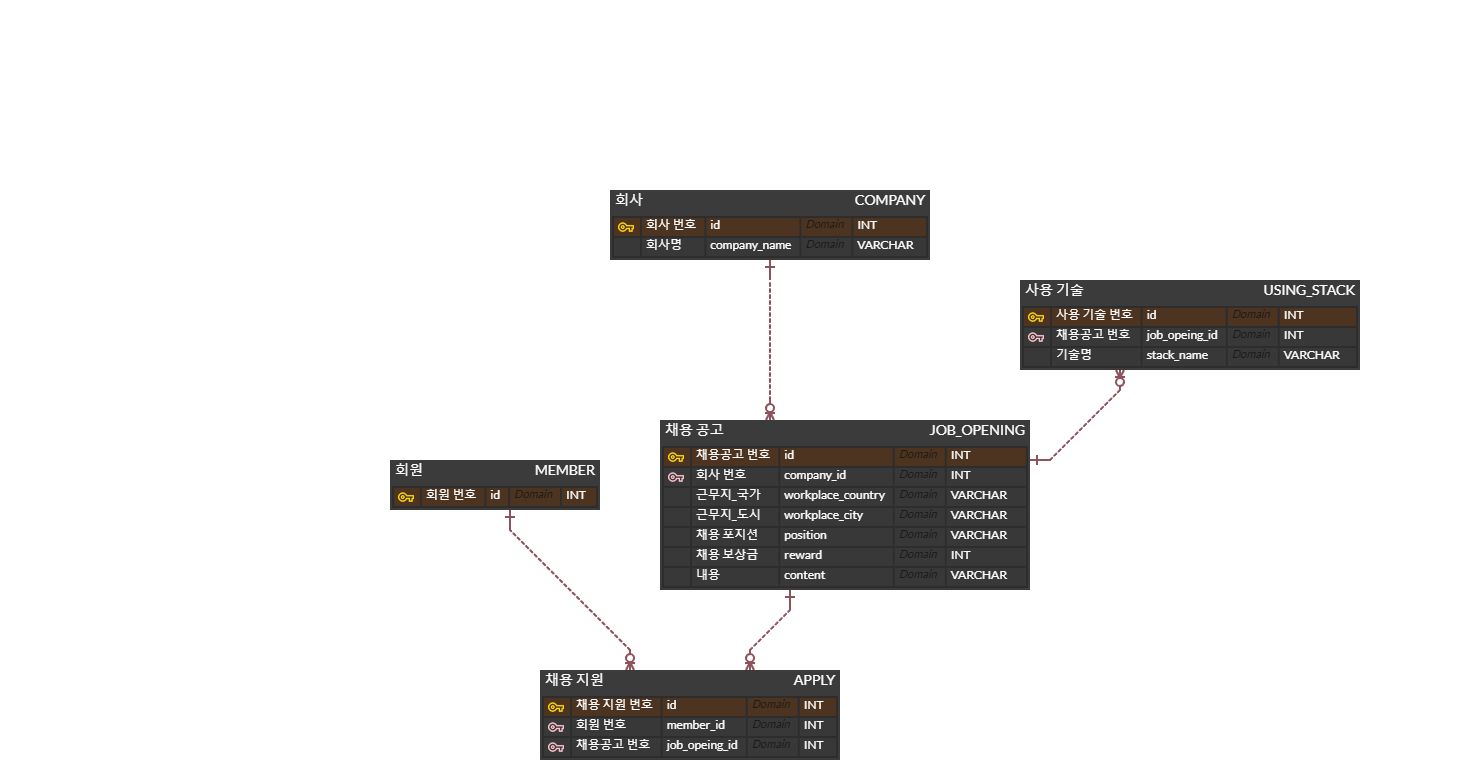 회사 COMPANY
회사 번호 id Domain INT
회사명 company_name Domain VARCHAR
사용 기술 USING_STACK
사용 기술 번호 id Domain INT
채용공고 번호 job_opeing_id Domain INT
기술명 stack_name Domain VARCHAR
채용 공고 JOB_OPENING
채용공고 번호 id Domain INT
회사 번호 company_id Domain INT
근무지_국가 workplace_country Domain VARCHAR
근무지_도시 workplace_city Domain VARCHAR
채용 포지션 position Domain VARCHAR
채용 보상금 reward Domain INT
내용 content Domain VARCHAR
회원 MEMBER
회원 번호 id Domain INT
채용 지원 APPLY
채용 지원 번호 id Domain INT
회원 번호 member_id Domain INT
채용공고 번호 job_opeing_id Domain INT